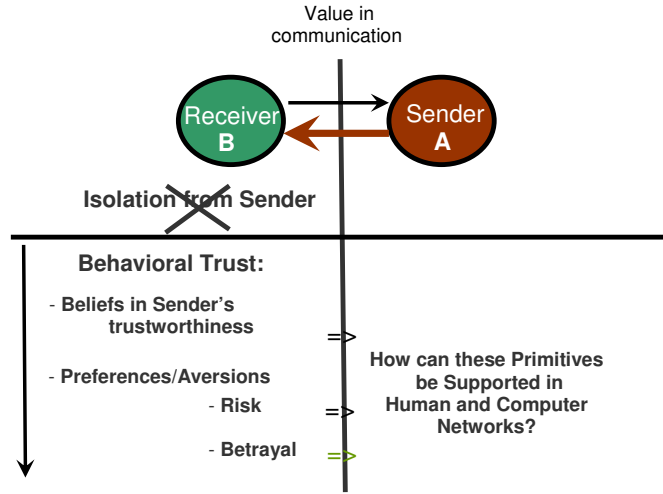 Value in
communication
Receiver
B
Sender
A
Isolation from Sender
Behavioral Trust:
- Beliefs in Sender's
trustworthiness
=>
- Preferences/Aversions
- Risk
=>
- Betrayal
=>
How can these Primitives
be Supported in
Human and Computer
Networks?